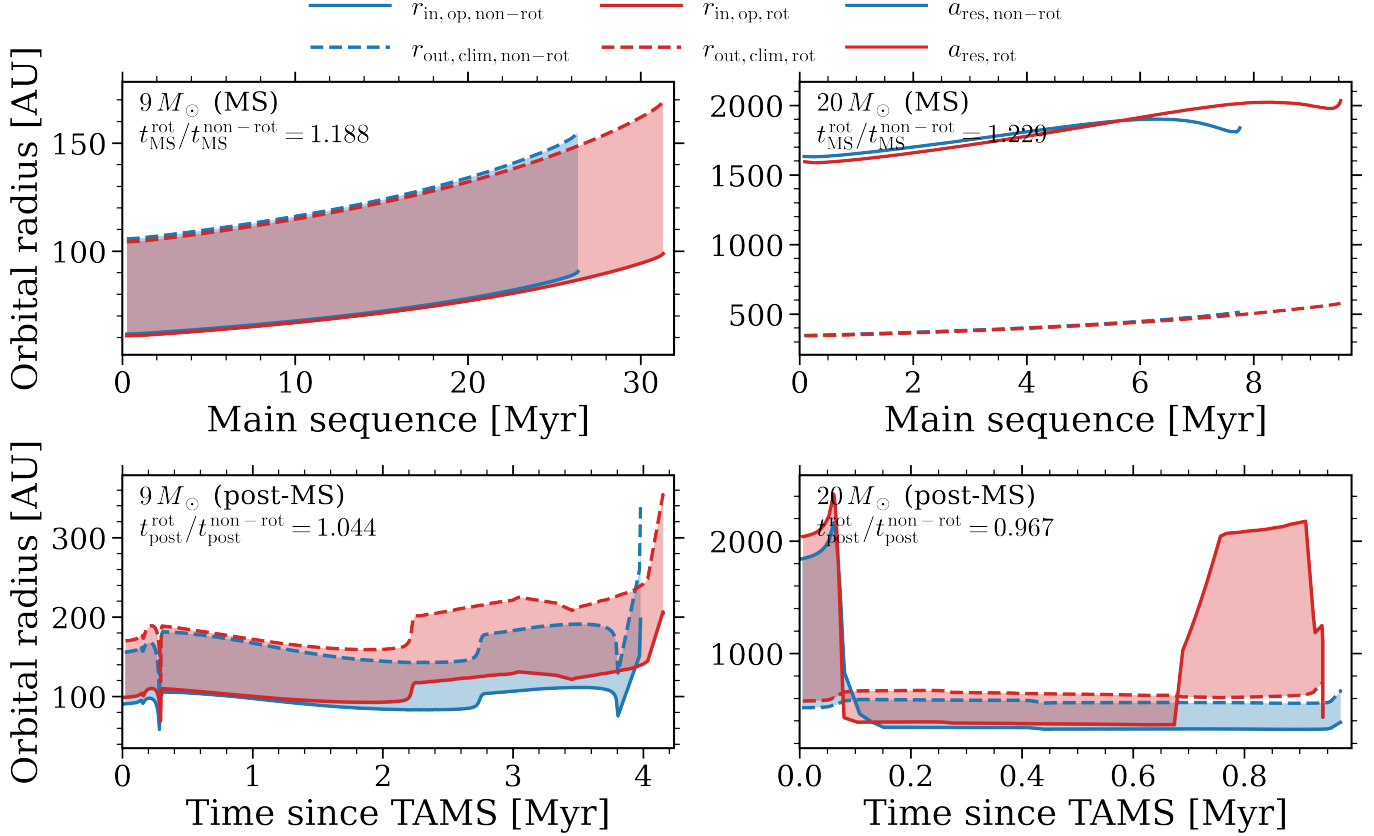 r_in,op,non−rot r_in,op,rot a_res,non−rot
r_out,clim,non−rot r_out,clim,rot a_res,rot
Orbital radius [AU]
9 M⊙ (MS)
t_MS^rot/t_MS^non−rot = 1.188
150
100
0 10 20 30
Main sequence [Myr]
20 M⊙ (MS)
t_MS^rot/t_MS^non−rot = 1.229
2000
1500
1000
500
0 2 4 6 8
Main sequence [Myr]
Orbital radius [AU]
9 M⊙ (post-MS)
t_post^rot/t_post^non−rot = 1.044
300
200
100
0 1 2 3 4
Time since TAMS [Myr]
20 M⊙ (post-MS)
t_post^rot/t_post^non−rot = 0.967
2000
1000
0.0 0.2 0.4 0.6 0.8
Time since TAMS [Myr]